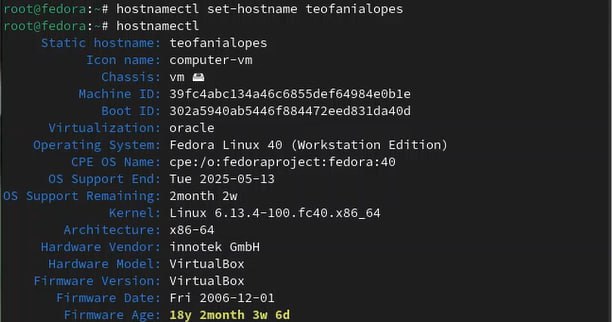 root@fedora:~# hostnamectl set-hostname teofanialopes
root@fedora:~# hostnamectl
Static hostname: teofanialopes
Icon name: computer-vm
Chassis: vm 🖴
Machine ID: 39fc4abc134a46c6855def64984e0b1e
Boot ID: 302a5940ab5446f884472eed831da40d
Virtualization: oracle
Operating System: Fedora Linux 40 (Workstation Edition)
CPE OS Name: cpe:/o:fedoraproject:fedora:40
OS Support End: Tue 2025-05-13
OS Support Remaining: 2month 2w
Kernel: Linux 6.13.4-100.fc40.x86_64
Architecture: x86-64
Hardware Vendor: innotek GmbH
Hardware Model: VirtualBox
Firmware Version: VirtualBox
Firmware Date: Fri 2006-12-01
Firmware Age: 18y 2month 3w 6d